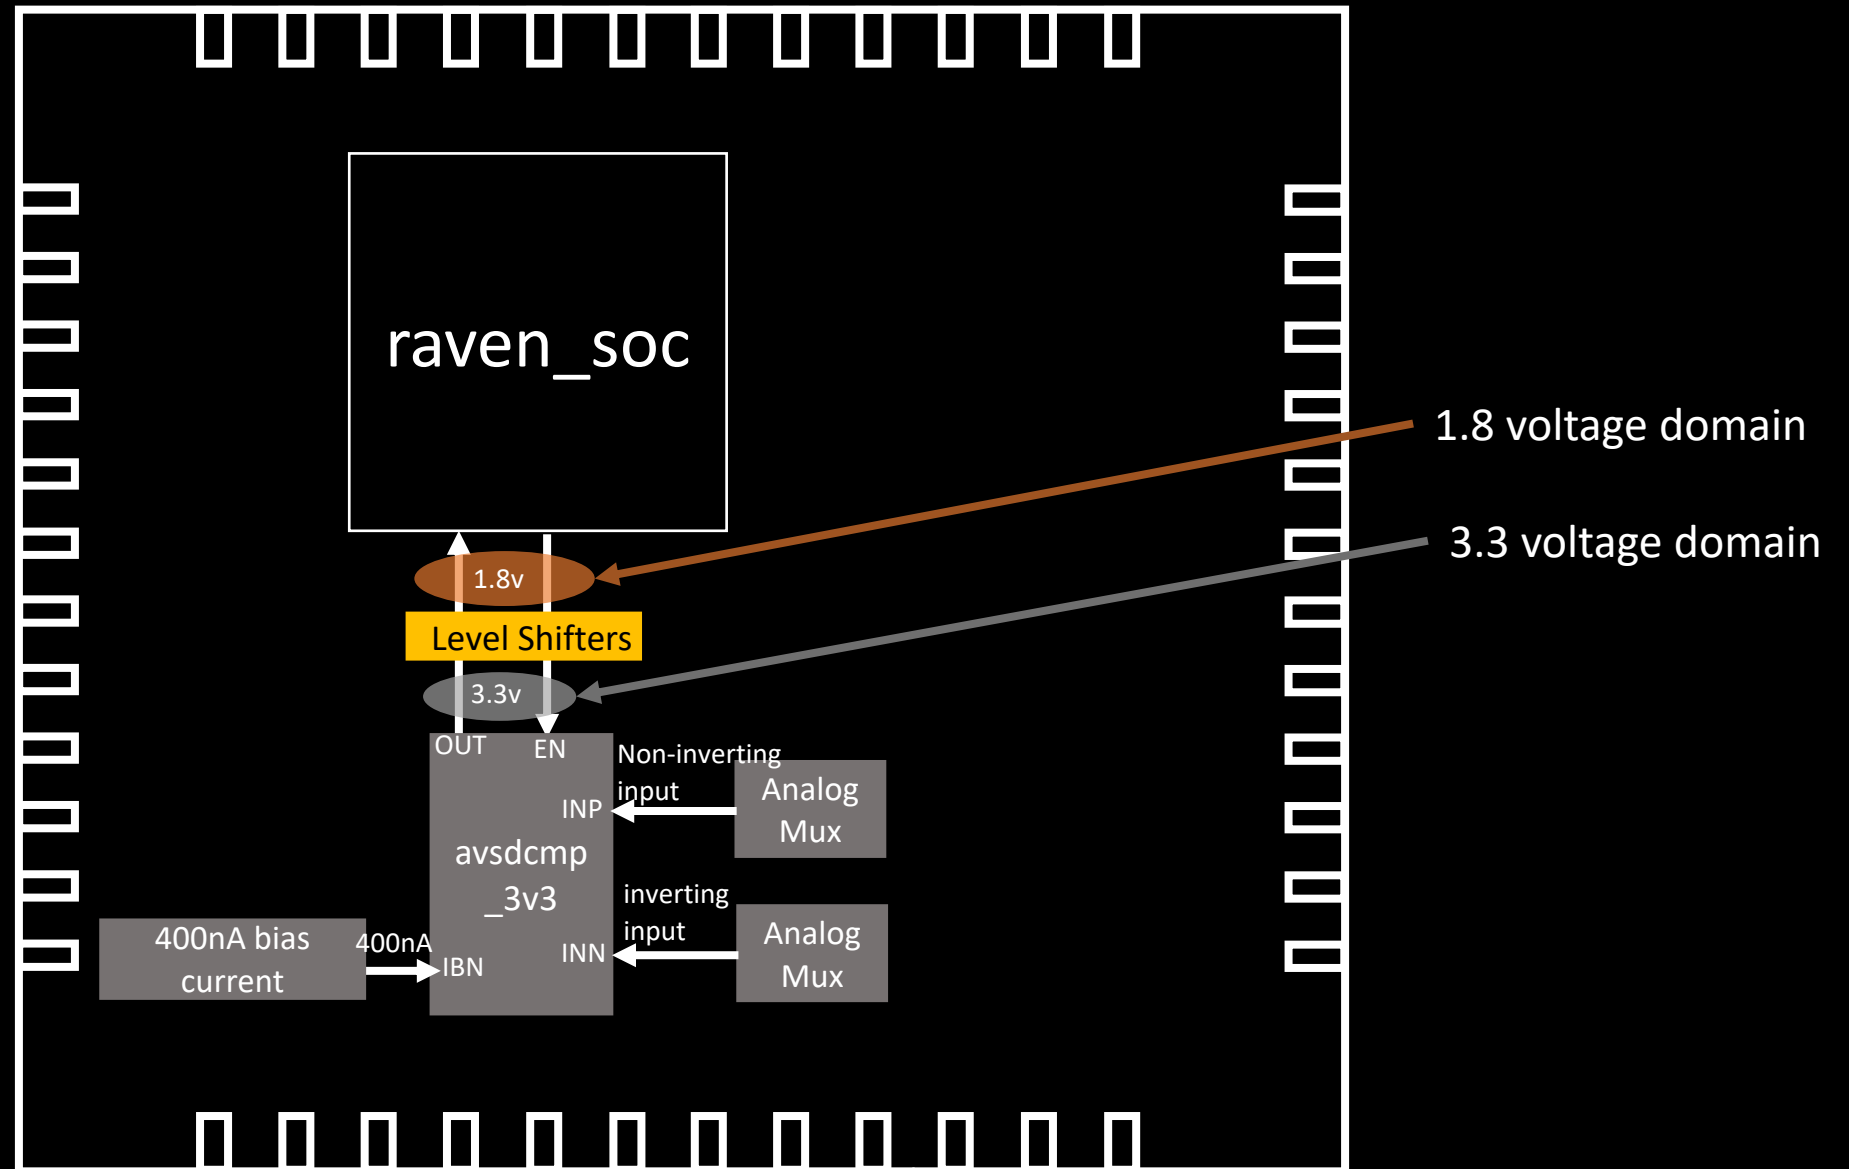 raven_soc
1.8 voltage domain
3.3 voltage domain
1.8v
Level Shifters
3.3v
OUT
EN
Non-inverting
input
INP
Analog
Mux
avsdcmp
_3v3
inverting
input
INN
Analog
Mux
400nA bias
current
400nA
IBN